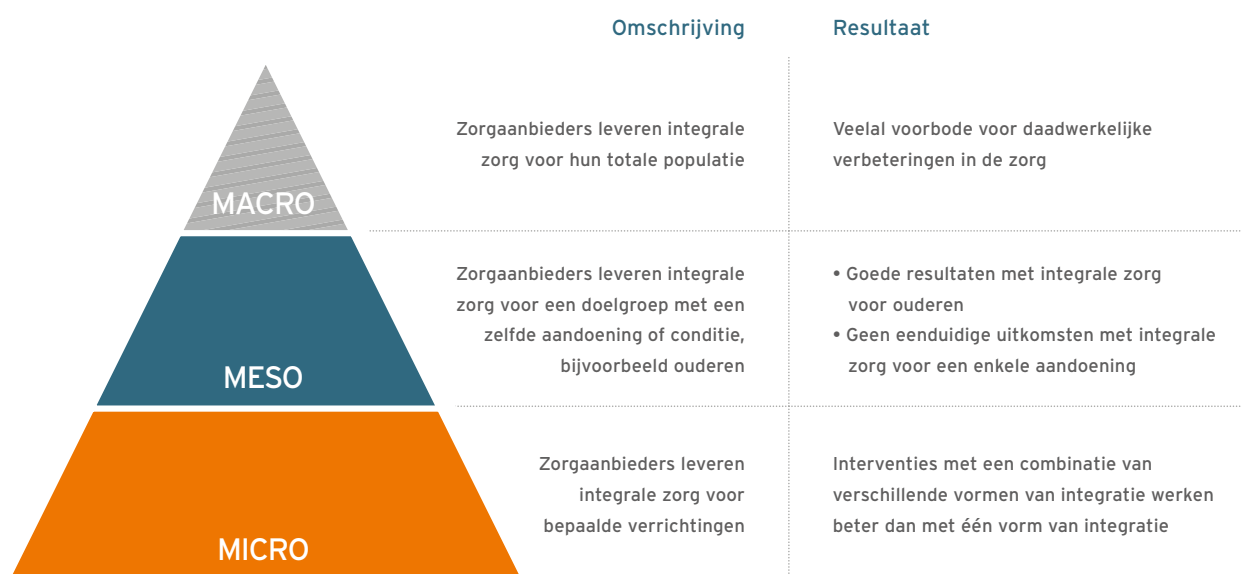 Omschrijving
Resultaat
MACRO
Zorgaanbieders leveren integrale
zorg voor hun totale populatie
Veelal voorbode voor daadwerkelijke
verbeteringen in de zorg
MESO
Zorgaanbieders leveren integrale
zorg voor een doelgroep met een
zelfde aandoening of conditie,
bijvoorbeeld ouderen
• Goede resultaten met integrale zorg
voor ouderen
• Geen eenduidige uitkomsten met integrale
zorg voor een enkele aandoening
MICRO
Zorgaanbieders leveren
integrale zorg voor
bepaalde verrichtingen
Interventies met een combinatie van
verschillende vormen van integratie werken
beter dan met één vorm van integratie